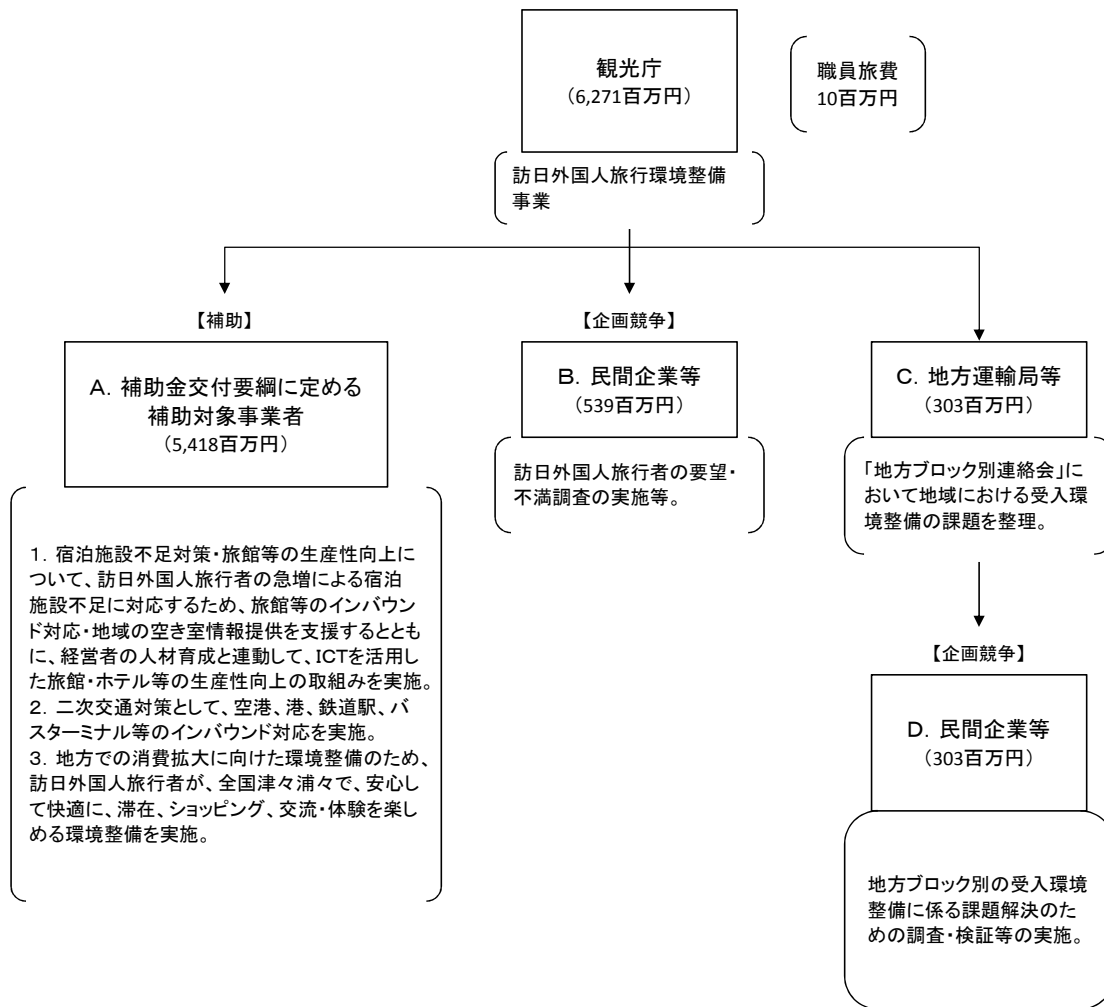 観光庁
（6,271百万円）
職員旅費
10百万円
訪日外国人旅行環境整備
事業
【補助】
A．補助金交付要綱に定める
補助対象事業者
（5,418百万円）
1．宿泊施設不足対策・旅館等の生産性向上に
ついて、訪日外国人旅行者の急増による宿泊
施設不足に対応するため、旅館等のインバウン
ド対応・地域の空き室情報提供を支援するととも
に、経営者の人材育成と連動して、ICTを活用し
た旅館・ホテル等の生産性向上の取組みを実施。
2．二次交通対策として、空港、港、鉄道駅、バ
スターミナル等のインバウンド対応を実施。
3．地方での消費拡大に向けた環境整備のため、
訪日外国人旅行者が、全国津々浦々で、安心し
て快適に、滞在、ショッピング、交流・体験を楽し
める環境整備を実施。
【企画競争】
B．民間企業等
（539百万円）
訪日外国人旅行者の要望・
不満調査の実施等。
C．地方運輸局等
（303百万円）
「地方ブロック別連絡会」に
おいて地域における受入環
境整備の課題を整理。
【企画競争】
D．民間企業等
（303百万円）
地方ブロック別の受入環境
整備に係る課題解決のた
めの調査・検証等の実施。